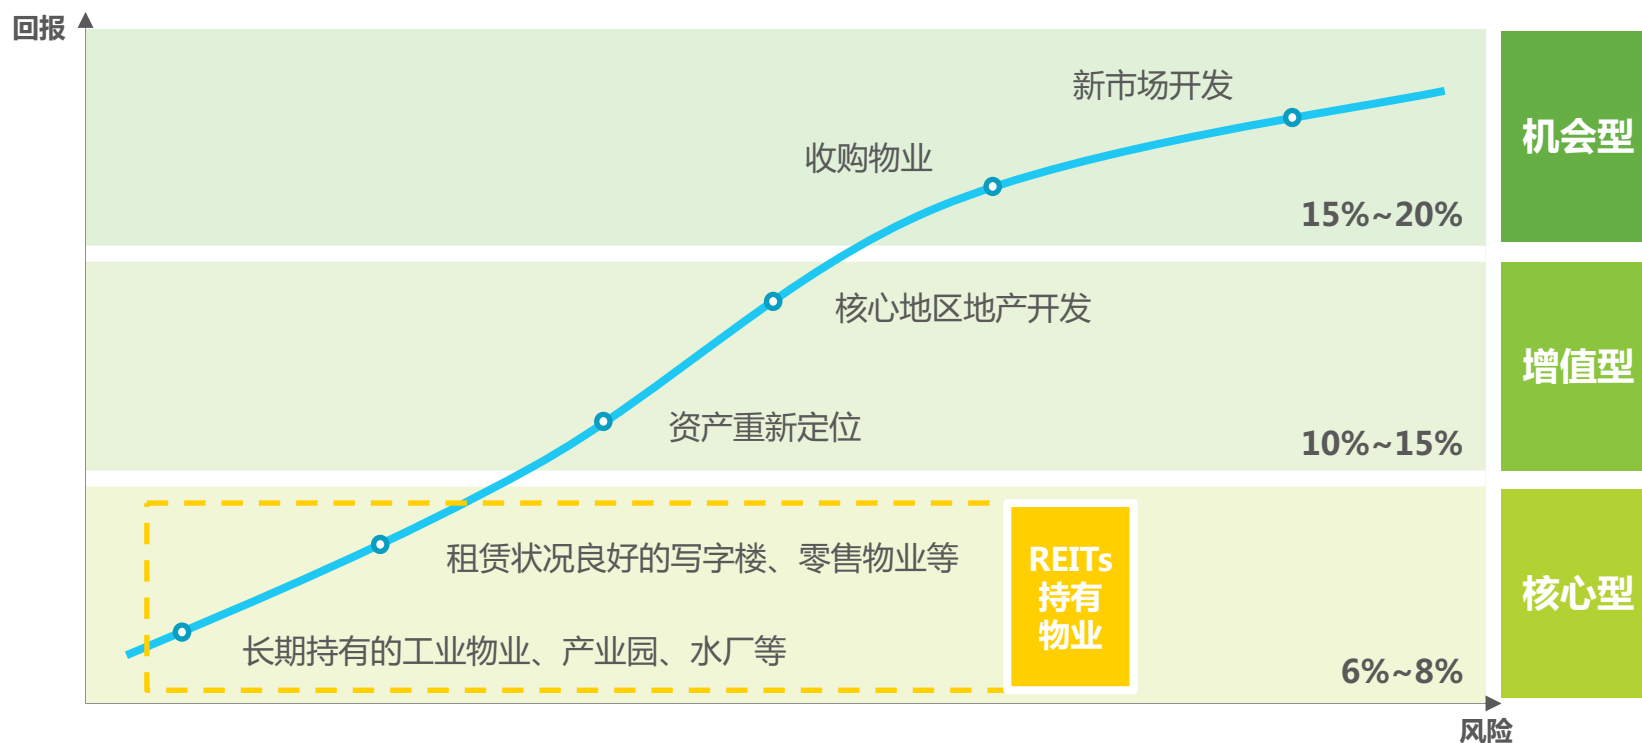 回报
新市场开发
机会型
收购物业
15%~20%
核心地区地产开发
增值型
资产重新定位
10%~15%
租赁状况良好的写字楼、零售物业等
REITs
持有
物业
核心型
长期持有的工业物业、产业园、水厂等
6%~8%
风险